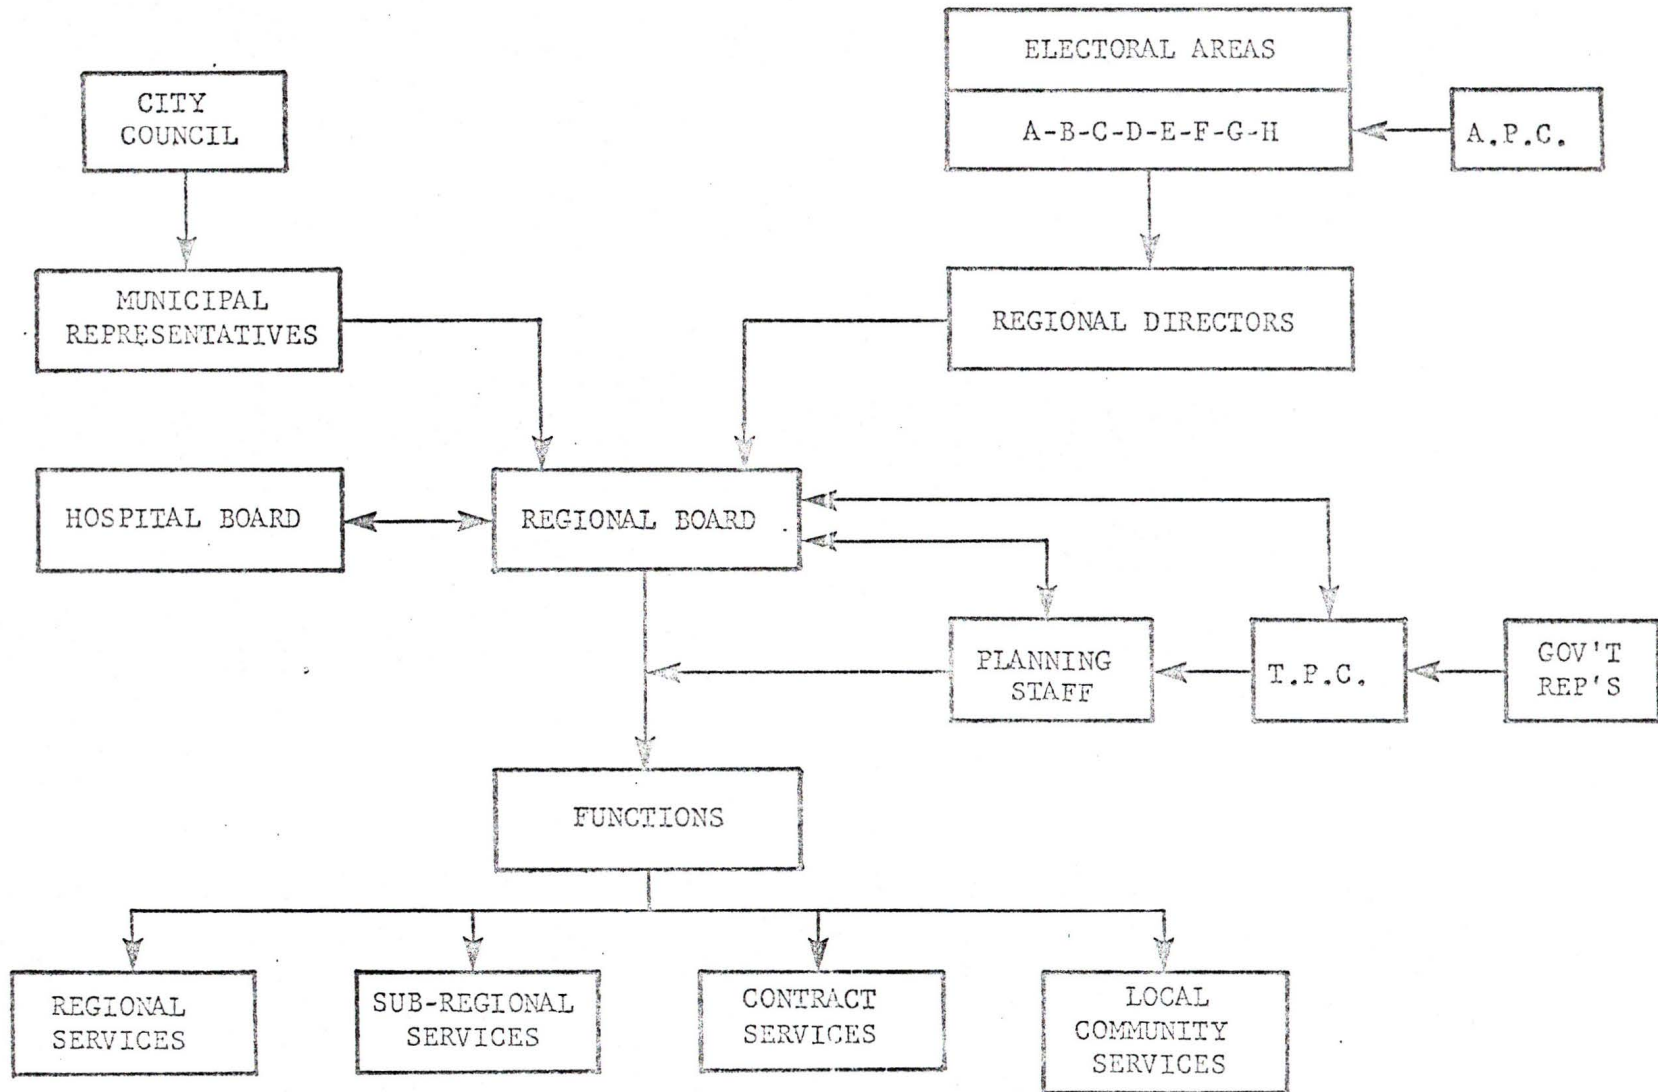 ELECTORAL AREAS
A-B-C-D-E-F-G-H
A.P.C.
CITY
COUNCIL
MUNICIPAL
REPRESENTATIVES
REGIONAL DIRECTORS
HOSPITAL BOARD
REGIONAL BOARD
PLANNING
STAFF
T.P.C.
GOV'T
REP'S
FUNCTIONS
REGIONAL
SERVICES
SUB-REGIONAL
SERVICES
CONTRACT
SERVICES
LOCAL
COMMUNITY
SERVICES